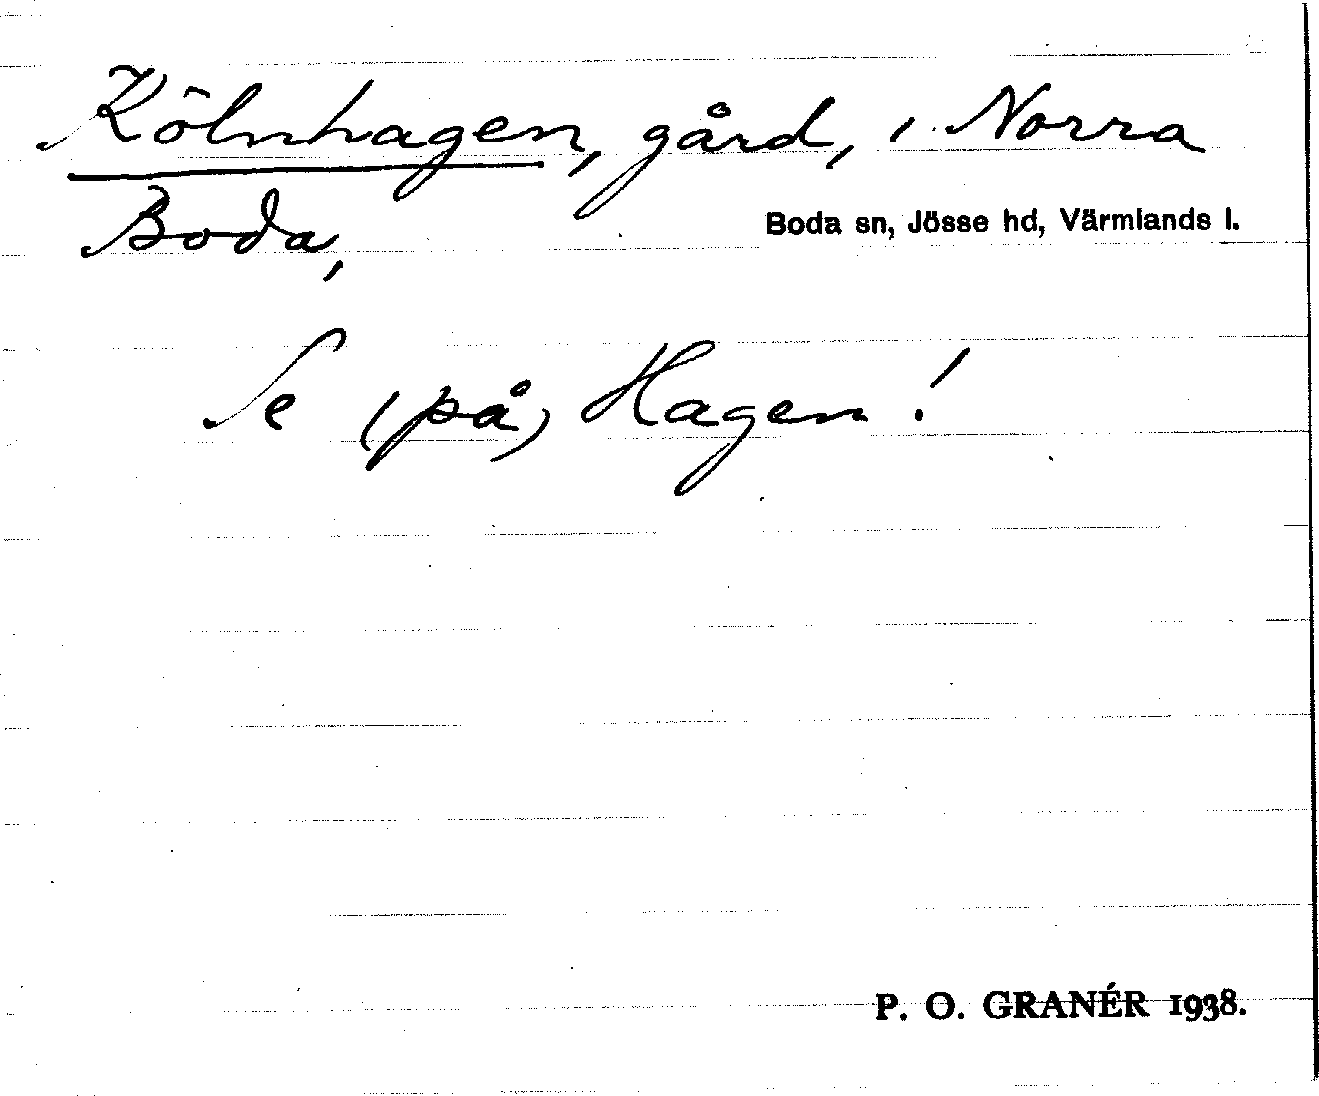 Kölnhagen, gård, i Norra
Boda,
Boda sn, Jösse hd, Värmlands l.
Se (på) Hagen!
P. O. GRANÉR 1938.